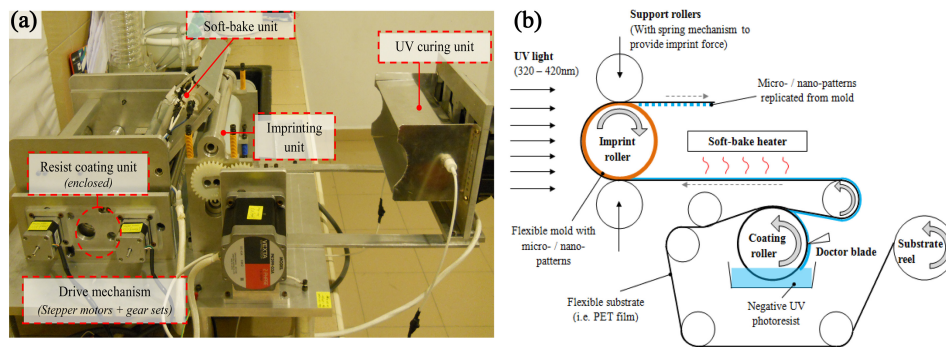 (a)
Soft-bake unit
UV curing unit
Imprinting
unit
Resist coating unit
(enclosed)
Drive mechanism
(Stepper motors + gear sets)
VEXTA
(b)
Support rollers
(With spring mechanism to
provide imprint force)
UV light
(320 – 420nm)
Micro- / nano-patterns
replicated from mold
Soft-bake heater
Imprint
roller
Flexible mold with
micro- / nano-
patterns
Coating
roller
Doctor blade
Substrate
reel
Flexible substrate
(i.e. PET film)
Negative UV
photoresist